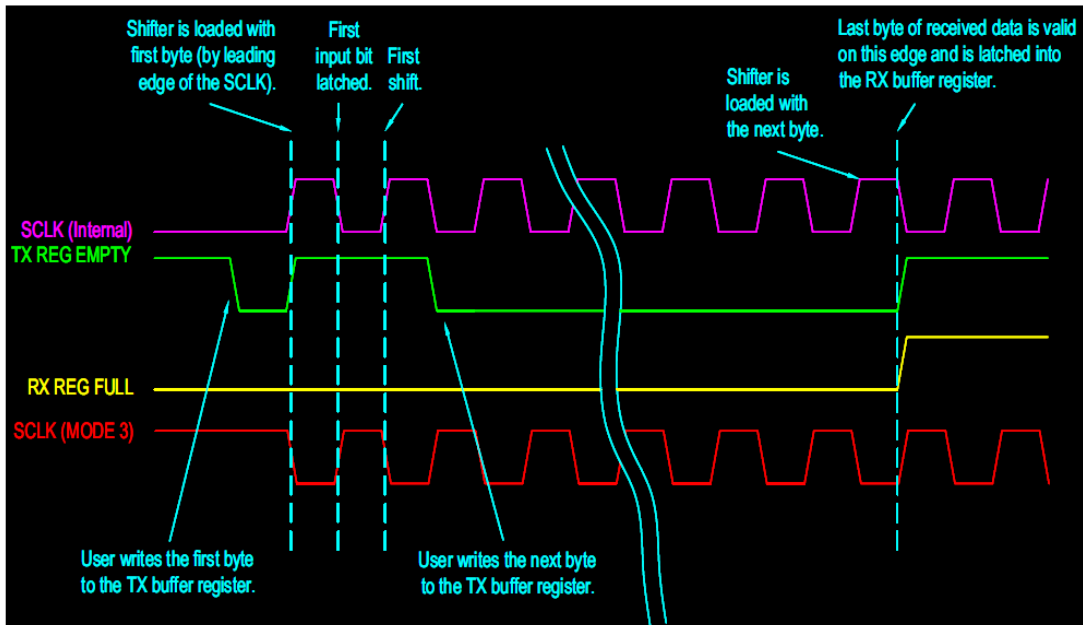 Shifter is loaded with
first byte (by leading
edge of the SCLK).
First
input bit
latched.
First
shift.
Shifter is
loaded with
the next byte.
Last byte of received data is valid
on this edge and is latched into
the RX buffer register.
SCLK (Internal)
TX REG EMPTY
RX REG FULL
SCLK (MODE 3)
User writes the first byte
to the TX buffer register.
User writes the next byte
to the TX buffer register.